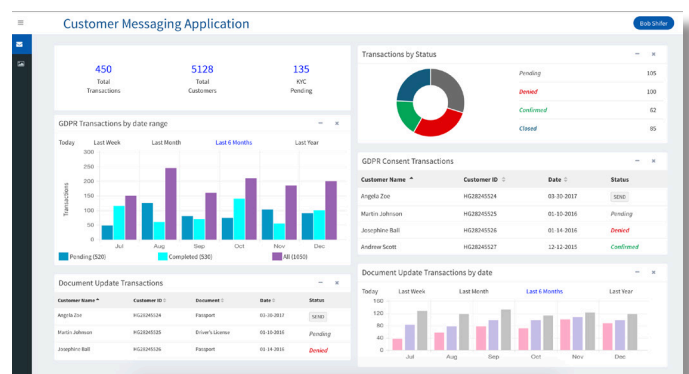 Customer Messaging Application
Bob Shifer
450
Total
Transactions
5128
Total
Customers
135
KYC
Pending
Transactions by Status
Pending 105
Denied 100
Confirmed 62
Closed 85
GDPR Transactions by date range
Today Last Week Last Month Last 6 Months Last Year
Transactions
300
250
200
150
100
50
0
Jul Aug Sep Oct Nov Dec
Pending (520) Completed (530) All (1050)
GDPR Consent Transactions
Customer Name Customer ID Date Status
Angela Zoe HG28245524 03-30-2017 SEND
Martin Johnson HG28245525 01-10-2016 Pending
Josephine Ball HG28245526 01-14-2016 Denied
Andrew Scott HG28245527 12-12-2015 Confirmed
Document Update Transactions
Customer Name Customer ID Document Date Status
Angela Zoe HG28245524 Passport 03-30-2017 SEND
Martin Johnson HG28245525 Driver's License 01-10-2016 Pending
Josephine Ball HG28245526 Passport 01-14-2016 Denied
Document Update Transactions by date
Today Last Week Last Month Last 6 Months Last Year
160
120
80
40
0
Jul Aug Sep Oct Nov Dec